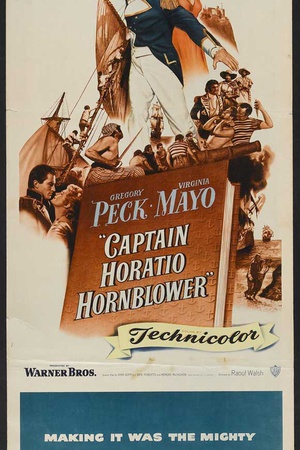 GREGORY VIRGINIA
PECK · MAYO
"CAPTAIN
HORATIO
HORNBLOWER"
Technicolor
WARNER BROS.
Raoul Walsh
MAKING IT WAS THE MIGHTY